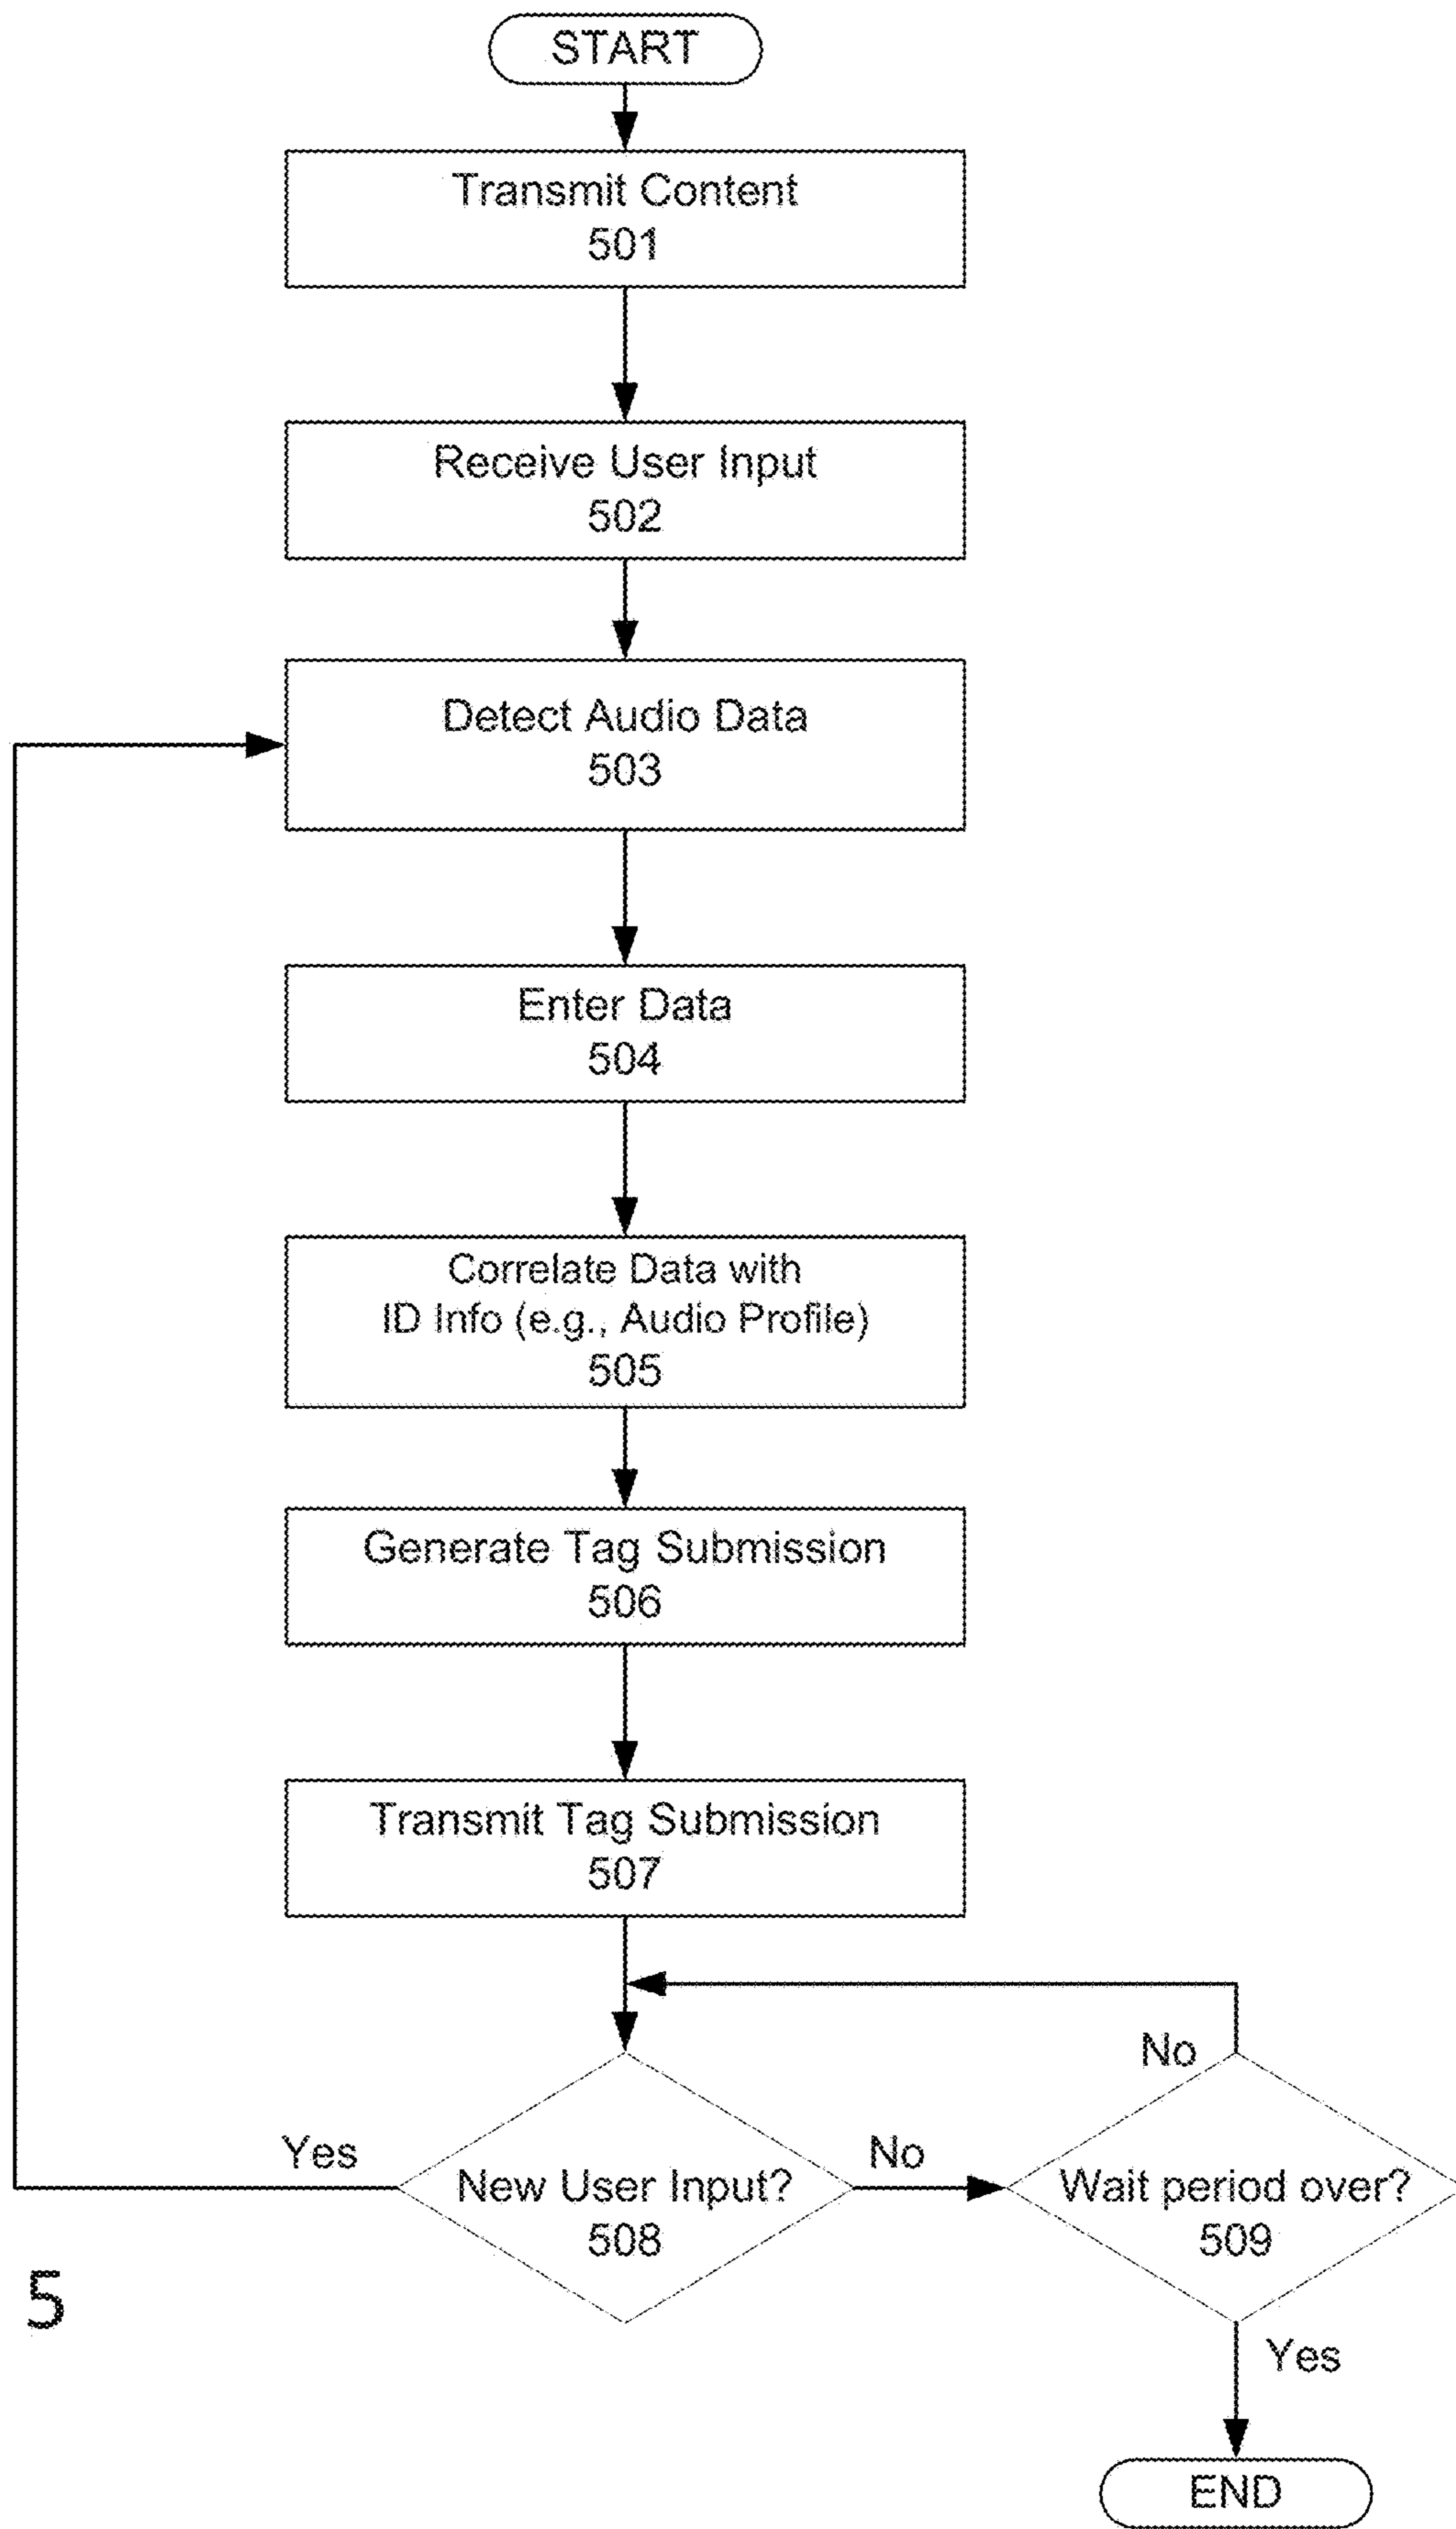 START
Transmit Content
501
Receive User Input
502
Detect Audio Data
503
Enter Data
504
Correlate Data with
ID Info (e.g., Audio Profile)
505
Generate Tag Submission
506
Transmit Tag Submission
507
No
Yes
No
New User Input?
508
Wait period over?
509
5
Yes
END